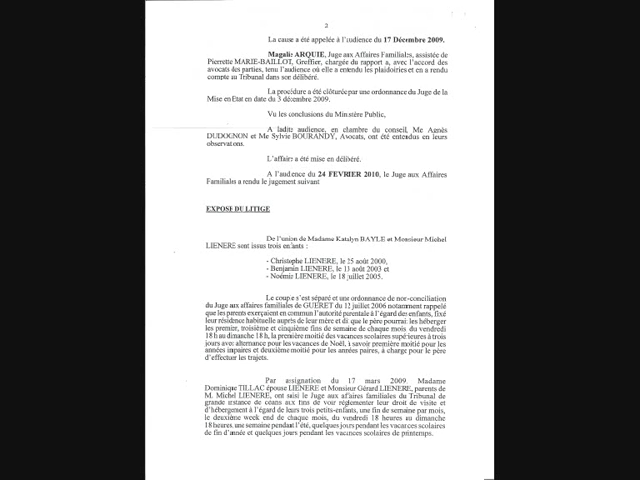 2
La cause a été appelée à l'audience du 17 Décembre 2009.
Magalie ARQUIE, Juge aux Affaires Familiales, assistée de
Pierrette MARIE-BAILLOT, Greffier, chargée du rapport a, avec l'accord des
avocats des parties, tenu l'audience où elle a entendu les plaidoiries et en a rendu
compte au Tribunal dans son délibéré.
La procédure a été clôturée par une ordonnance du Juge de la
Mise en Etat en date du 3 décembre 2009.
Vu les conclusions du Ministère Public,
A ladite audience, en chambre du conseil, Me Agnès
DUDOGNON et Me Sylvie BOURANDY, Avocats, ont été entendus en leurs
observations.
L'affaire a été mise en délibéré.
A l'audience du 24 FEVRIER 2010, le Juge aux Affaires
Familiales a rendu le jugement suivant
EXPOSE DU LITIGE
De l'union de Madame Katalyn BAYLE et Monsieur Michel
LIENERE sont issus trois enfants :
- Christophe LIENERE, le 25 août 2000,
- Benjamin LIENERE, le 11 août 2003 et
- Noémie LIENERE, le 18 juillet 2005.
Le couple s'est séparé et une ordonnance de non-conciliation
du Juge aux affaires familiales de GUERET du 12 juillet 2006 notamment rappelé
que les parents exerçaient en commun l'autorité parentale à l'égard des enfants, fixé
leur résidence habituelle auprès de leur mère et dit que le père pourrait les héberger
les premier, troisième et cinquième fins de semaine de chaque mois, du vendredi
18 h au dimanche 18 h, la première moitié des vacances scolaires supérieures à trois
jours avec alternance pour les vacances de Noël, à savoir première moitié pour les
années impaires et deuxième moitié pour les années paires, à charge pour le père
d'effectuer les trajets.
Par assignation du 17 mars 2009, Madame
Dominique TILLAC épouse LIENERE et Monsieur Gérard LIENERE, parents de
M. Michel LIENERE, ont saisi le Juge aux affaires familiales du Tribunal de
grande instance de céans aux fins de voir réglementer leur droit de visite et
d'hébergement à l'égard de leurs trois petits-enfants, une fin de semaine par mois,
le deuxième week end de chaque mois, du vendredi 18 heures au dimanche
18 heures, une semaine pendant l'été, quelques jours pendant les vacances scolaires
de fin d'année et quelques jours pendant les vacances scolaires de printemps.